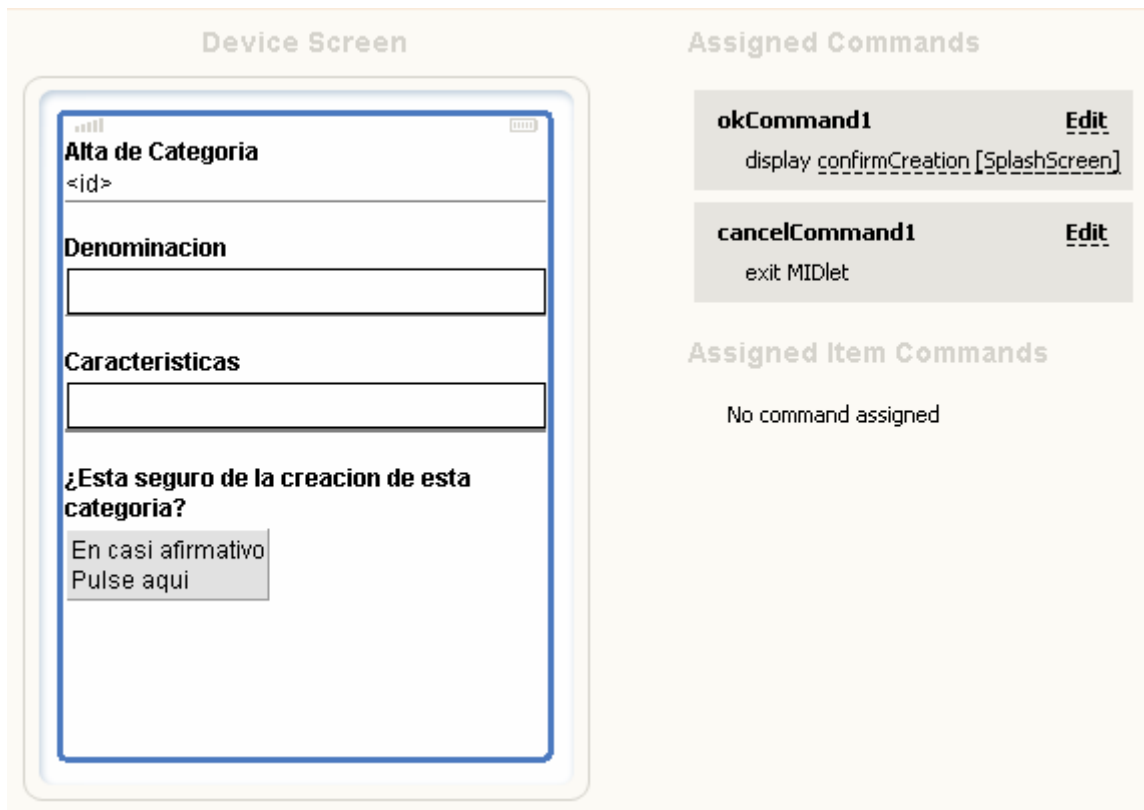 Device Screen
Alta de Categoria
<id>
Denominacion
Caracteristicas
¿Esta seguro de la creacion de esta
categoria?
En casi afirmativo
Pulse aqui
Assigned Commands
okCommand1 Edit
display confirmCreation [SplashScreen]
cancelCommand1 Edit
exit MIDlet
Assigned Item Commands
No command assigned